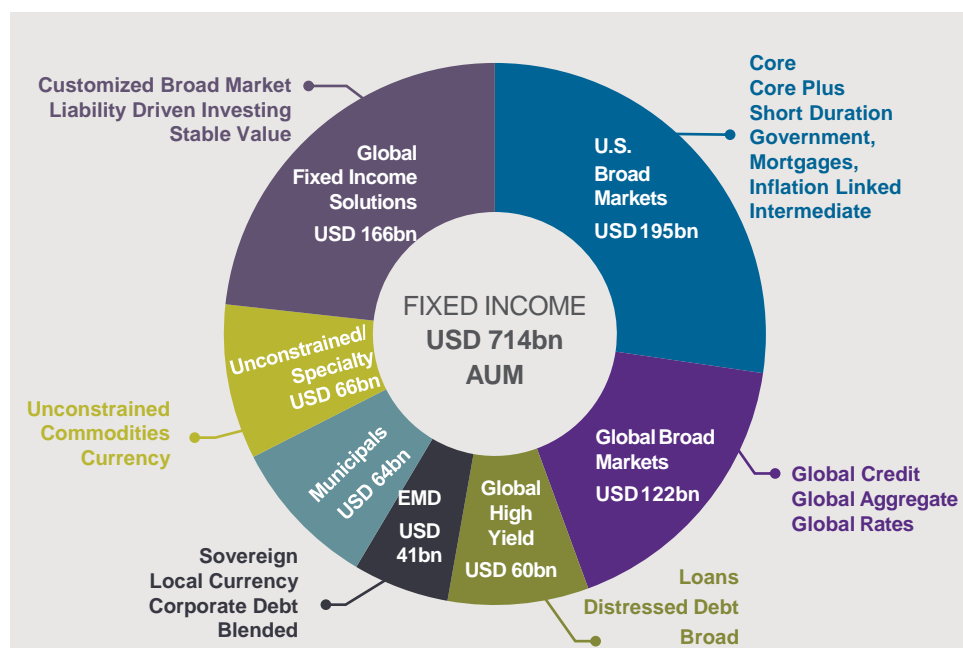 Customized Broad Market
Liability Driven Investing
Stable Value
Core
Core Plus
Short Duration
Government,
Mortgages,
Inflation Linked
Intermediate
U.S.
Broad
Markets
USD 195bn
Global
Fixed Income
Solutions
USD 166bn
FIXED INCOME
USD 714bn
AUM
Unconstrained/
Specialty
USD 66bn
Unconstrained
Commodities
Currency
Municipals
USD 64bn
EMD
USD
41bn
Global
High
Yield
USD 60bn
Global Broad
Markets
USD 122bn
Global Credit
Global Aggregate
Global Rates
Sovereign
Local Currency
Corporate Debt
Blended
Loans
Distressed Debt
Broad